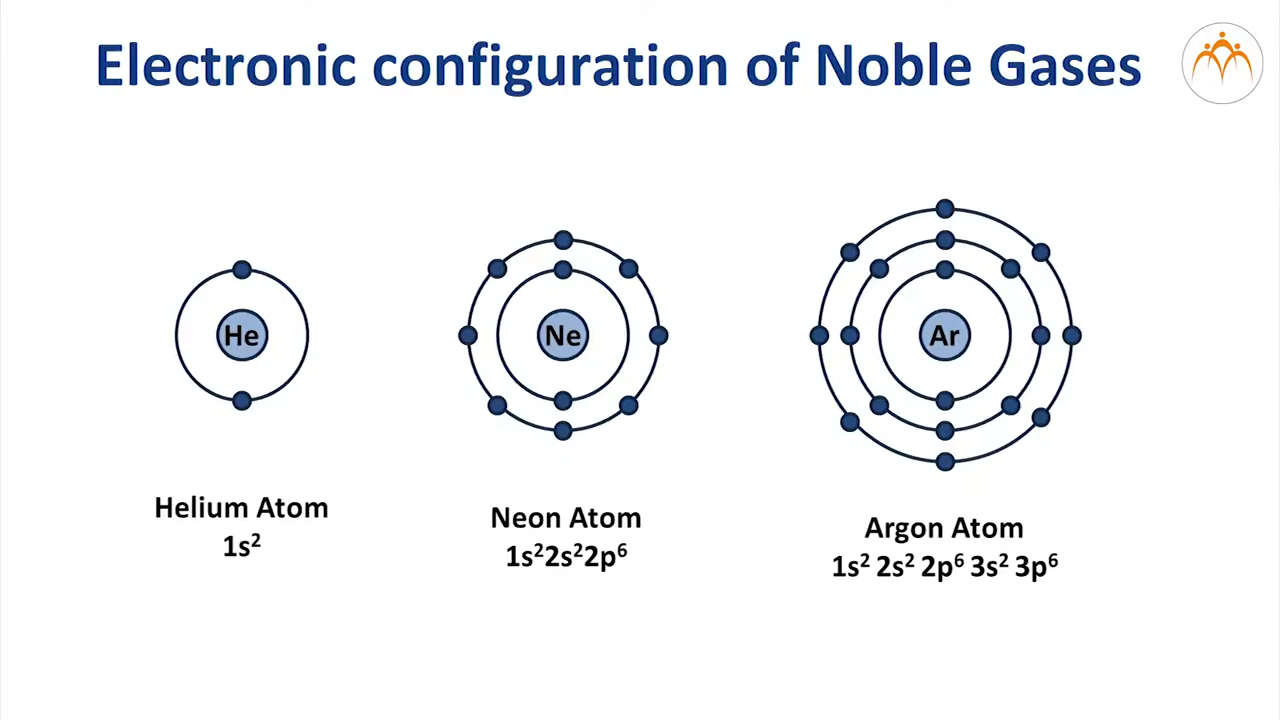 Electronic configuration of Noble Gases
He
Ne
Ar
Helium Atom
1s²
Neon Atom
1s²2s²2p⁶
Argon Atom
1s² 2s² 2p⁶ 3s² 3p⁶